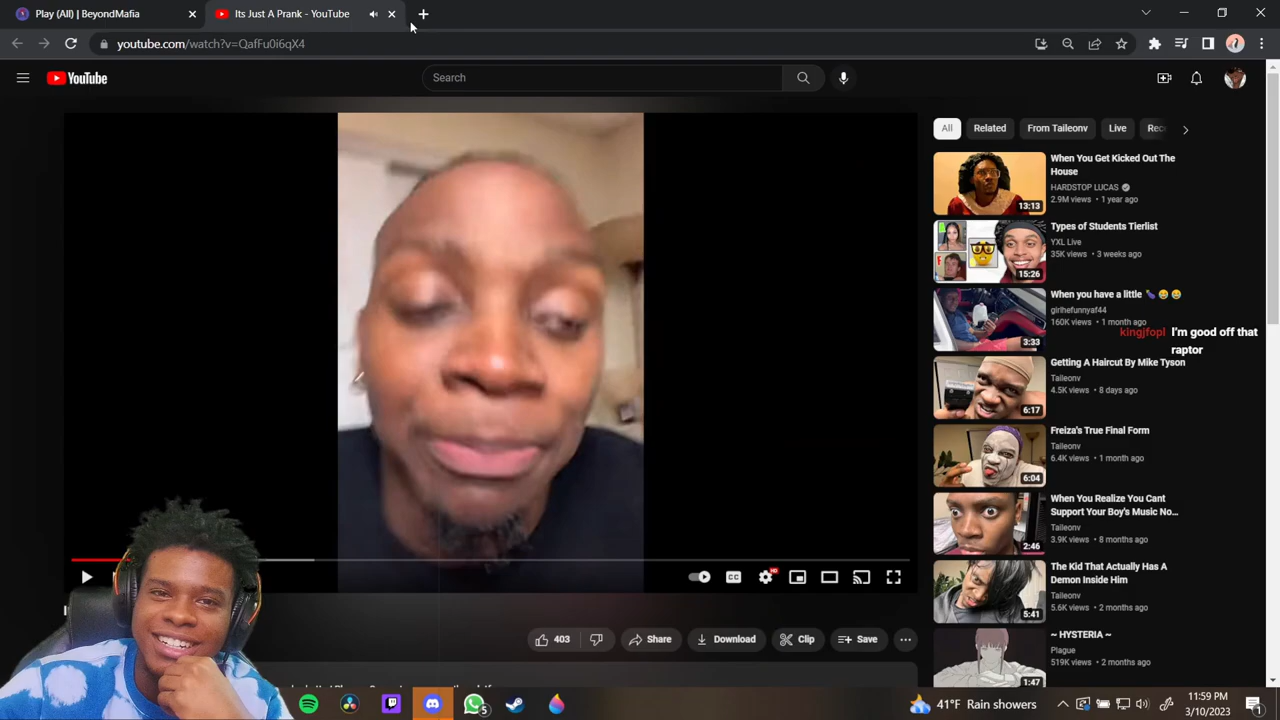 Play (All) | BeyondMafia
Its Just A Prank - YouTube
youtube.com/watch?v=QafFu0i6qX4
YouTube
Search
All
Related
From Taileonv
Live
Rec
When You Get Kicked Out The
House
HARDSTOP LUCAS
2.9M views • 1 year ago
13:13
Types of Students Tierlist
YXL Live
35K views • 3 weeks ago
15:26
When you have a little
girlhefunnyaf44
160K views • 1 month ago
3:33
kingjfopl I'm good off that
raptor
Getting A Haircut By Mike Tyson
Taileonv
4.5K views • 8 days ago
6:17
Freiza's True Final Form
Taileonv
6.4K views • 1 month ago
6:04
When You Realize You Cant
Support Your Boy's Music No...
Taileonv
3.9K views • 8 months ago
2:46
The Kid That Actually Has A
Demon Inside Him
Taileonv
5.6K views • 2 months ago
5:41
~ HYSTERIA ~
Plague
519K views • 2 months ago
1:47
CC
HD
403
Share
Download
Clip
Save
5
41°F Rain showers
11:59 PM
3/10/2023
1